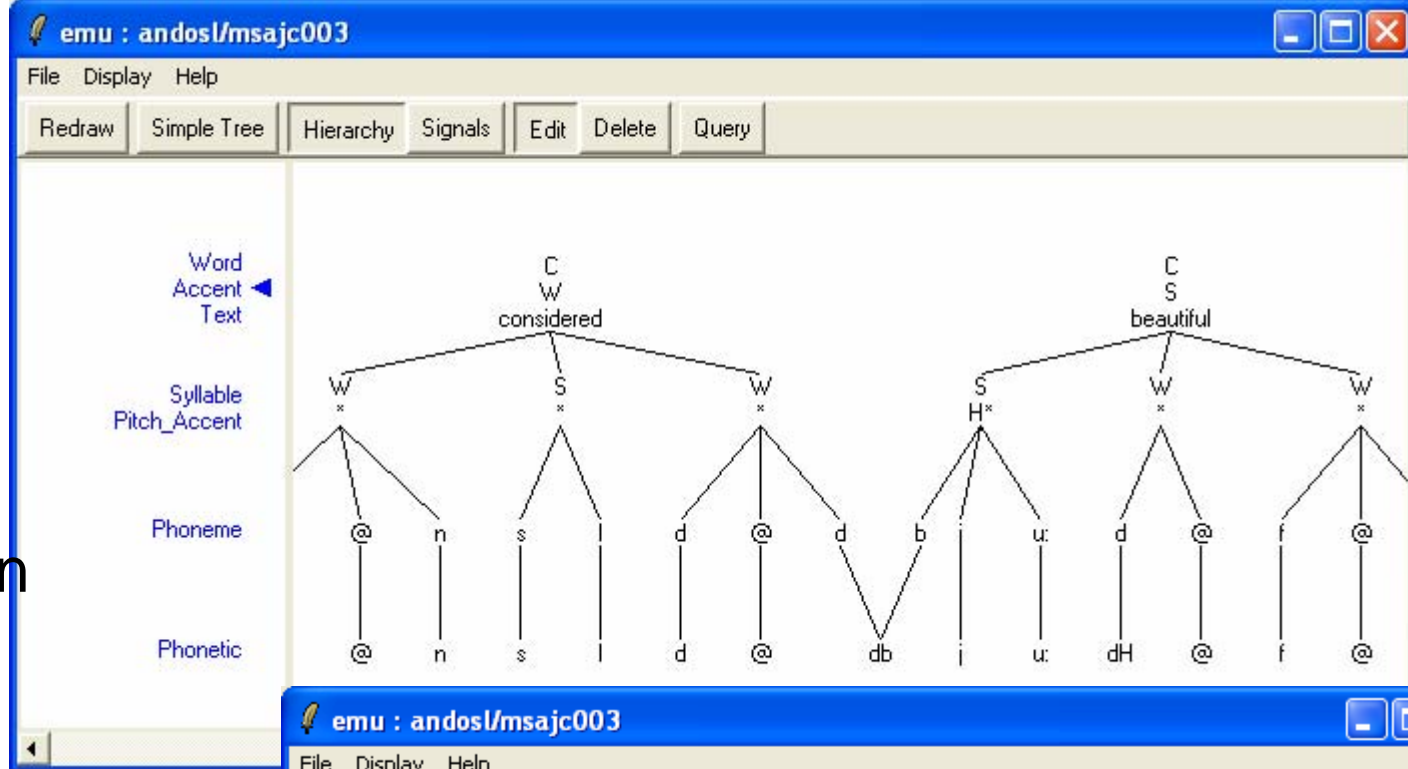 emu : andosl/msajc003
File Display Help
Redraw Simple Tree Hierarchy Signals Edit Delete Query
Word C C
Accent W S
Text considered beautiful
Syllable W S W S W W
Pitch_Accent * * * H* * *
Phoneme @ n s I d @ d b j u: d @ f @
n
Phonetic @ n s I d @ db j u: dH @ f @
emu : andosl/msajc003
File Display Help